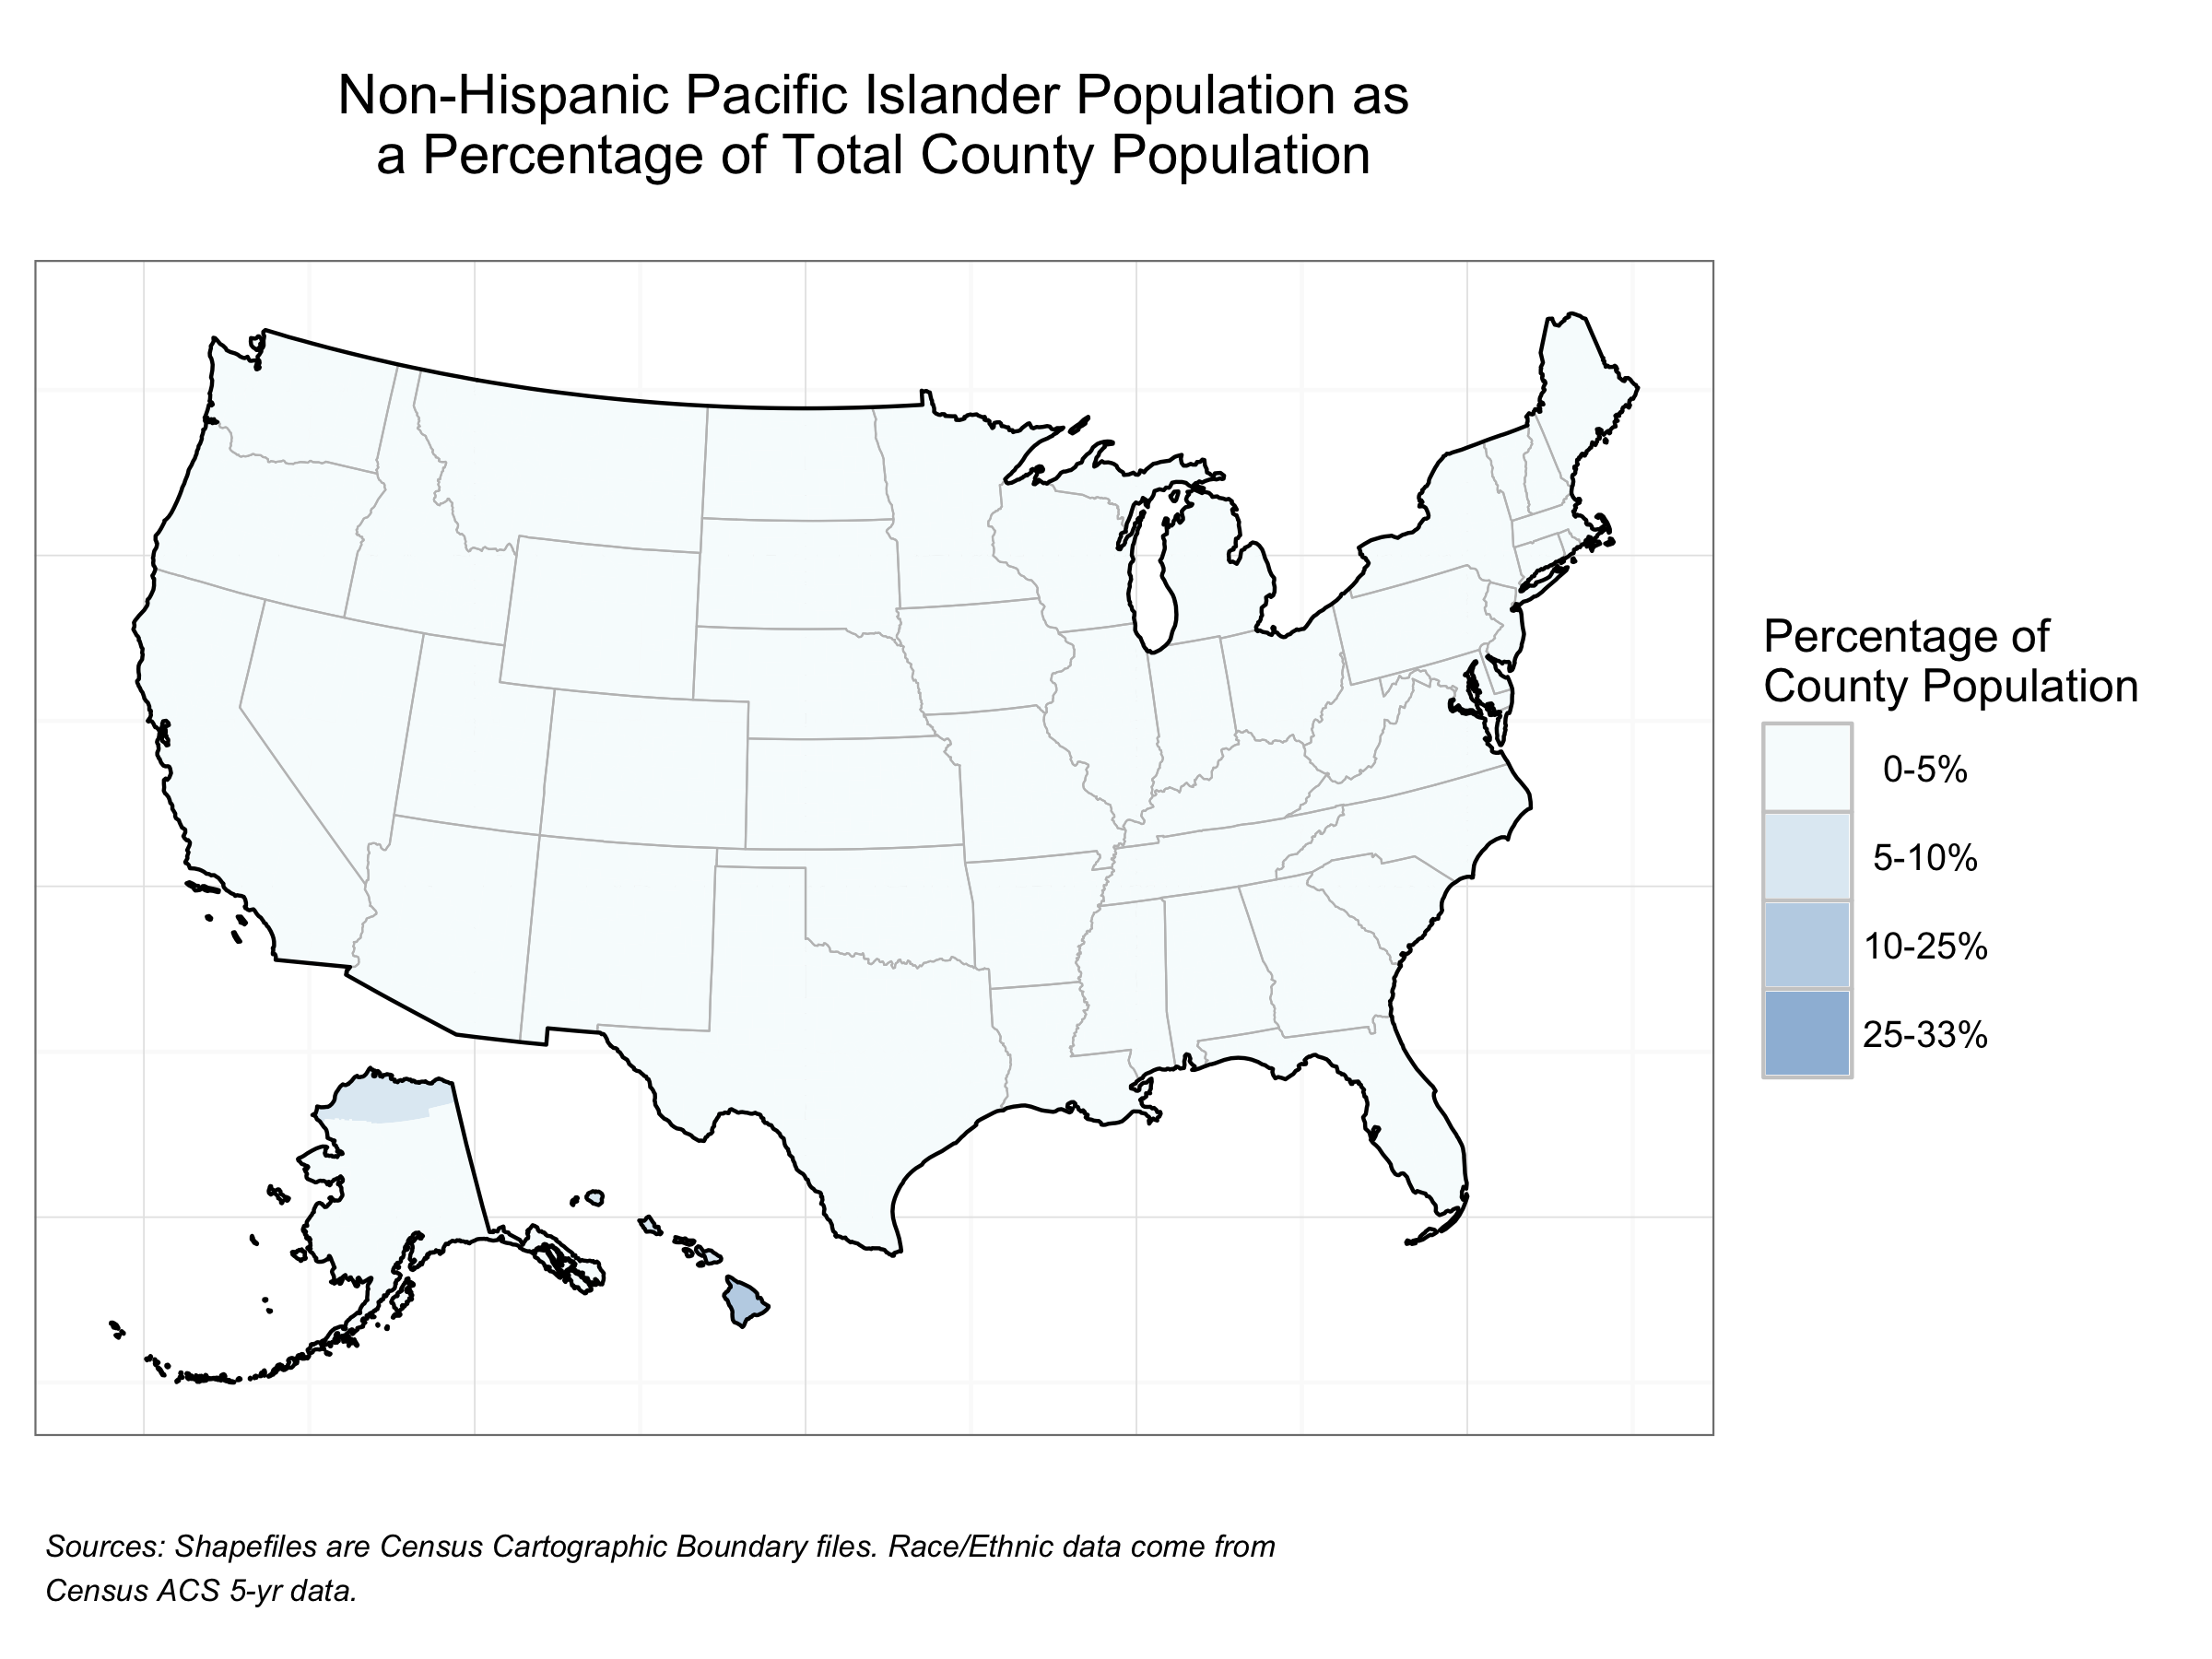 Non-Hispanic Pacific Islander Population as
a Percentage of Total County Population
Percentage of
County Population
0-5%
5-10%
10-25%
25-33%
Sources: Shapefiles are Census Cartographic Boundary files. Race/Ethnic data come from
Census ACS 5-yr data.